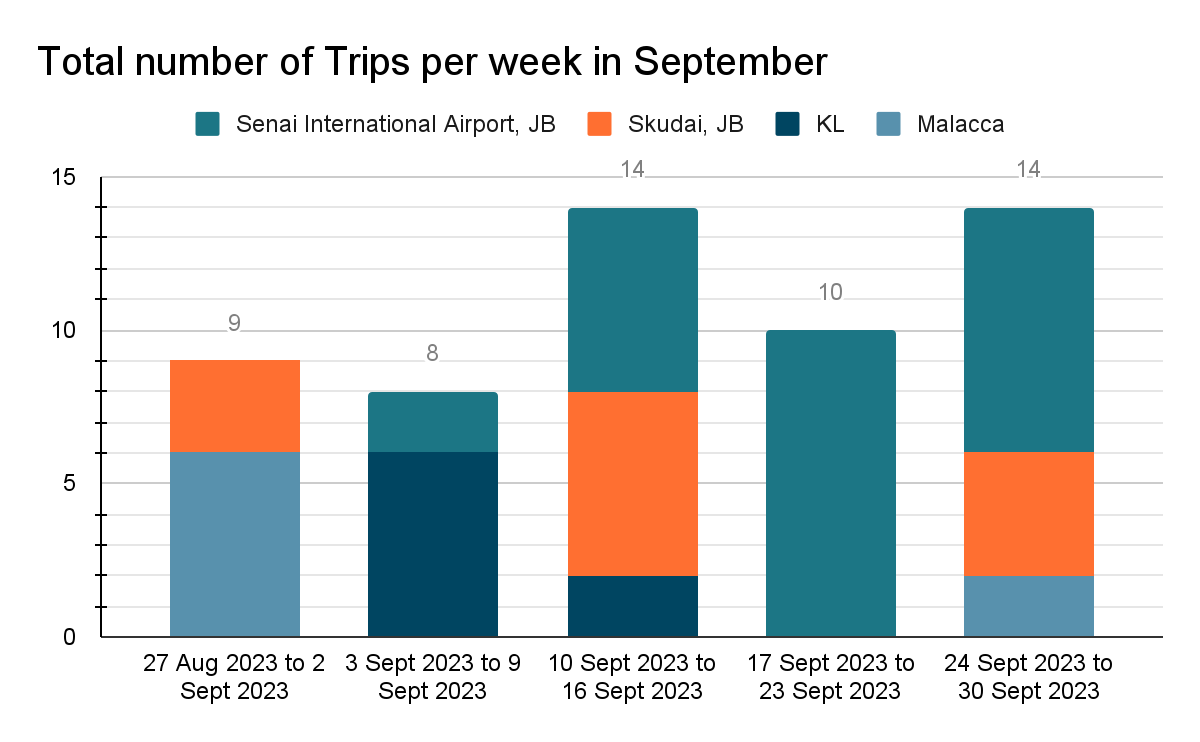 Total number of Trips per week in September
Senai International Airport, JB Skudai, JB KL Malacca
15
14
14
10
9
10
8
5
0
27 Aug 2023 to 2
Sept 2023
3 Sept 2023 to 9
Sept 2023
10 Sept 2023 to
16 Sept 2023
17 Sept 2023 to
23 Sept 2023
24 Sept 2023 to
30 Sept 2023